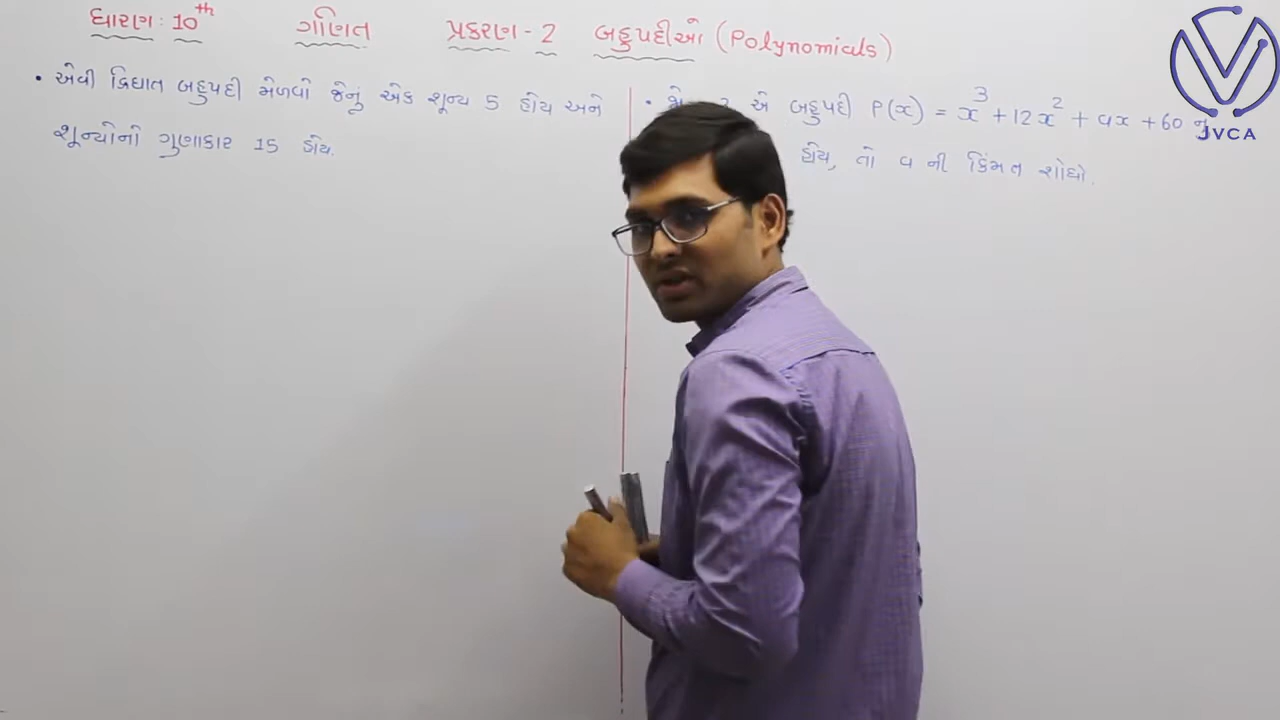 ધોરણ : 10th ગણિત પ્રકરણ - 2 બહુપદીઓ (Polynomials)
• એવી દ્વિઘાત બહુપદી મેળવો જેનું એક શૂન્ય 5 હોય અને
શૂન્યોનો ગુણાકાર 15 હોય.
• એ બહુપદી P(x) = x³ + 12x² + ax + 60 નું
હોય, તો a ની કિંમત શોધો.
JVCA